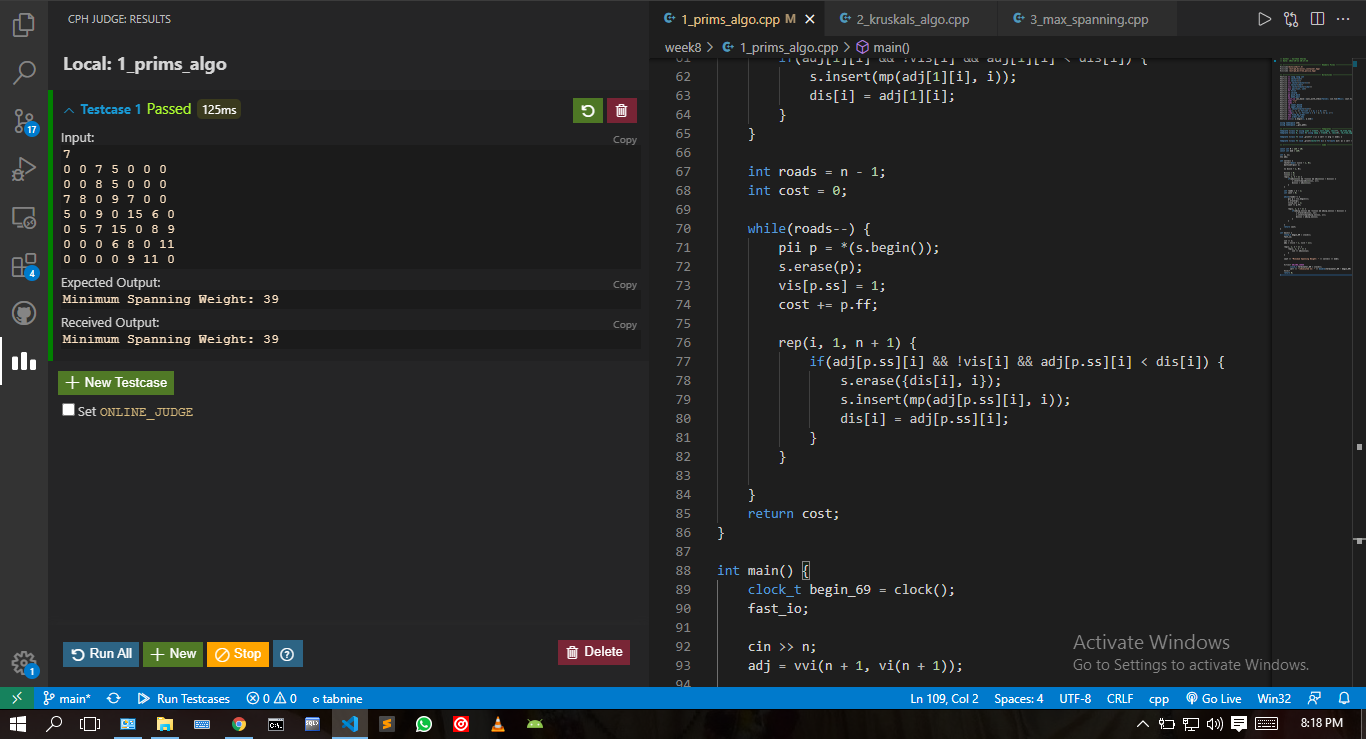 CPH JUDGE: RESULTS
Local: 1_prims_algo
Testcase 1 Passed 125ms
Input:
Copy
7
0 0 7 5 0 0 0
0 0 8 5 0 0 0
7 8 0 9 7 0 0
5 0 9 0 15 6 0
0 5 7 15 0 8 9
0 0 0 6 8 0 11
0 0 0 0 9 11 0
Expected Output:
Copy
Minimum Spanning Weight: 39
Received Output:
Copy
Minimum Spanning Weight: 39
+ New Testcase
Set ONLINE_JUDGE
Run All
+ New
Stop
Delete
17
4
1
1_prims_algo.cpp M
2_kruskals_algo.cpp
3_max_spanning.cpp
week8 > 1_prims_algo.cpp > main()
61 if(adj[1][i] && !vis[i] && adj[1][i] < dis[i]) {
62 s.insert(mp(adj[1][i], i));
63 dis[i] = adj[1][i];
64 }
65 }
66
67 int roads = n - 1;
68 int cost = 0;
69
70 while(roads--) {
71 pii p = *(s.begin());
72 s.erase(p);
73 vis[p.ss] = 1;
74 cost += p.ff;
75
76 rep(i, 1, n + 1) {
77 if(adj[p.ss][i] && !vis[i] && adj[p.ss][i] < dis[i]) {
78 s.erase({dis[i], i});
79 s.insert(mp(adj[p.ss][i], i));
80 dis[i] = adj[p.ss][i];
81 }
82 }
83
84 }
85 return cost;
86 }
87
88 int main() {
89 clock_t begin_69 = clock();
90 fast_io;
91
92 cin >> n;
93 adj = vvi(n + 1, vi(n + 1));
94
Activate Windows
Go to Settings to activate Windows.
main* Run Testcases 0 0 tabnine Ln 109, Col 2 Spaces: 4 UTF-8 CRLF cpp Go Live Win32
8:18 PM